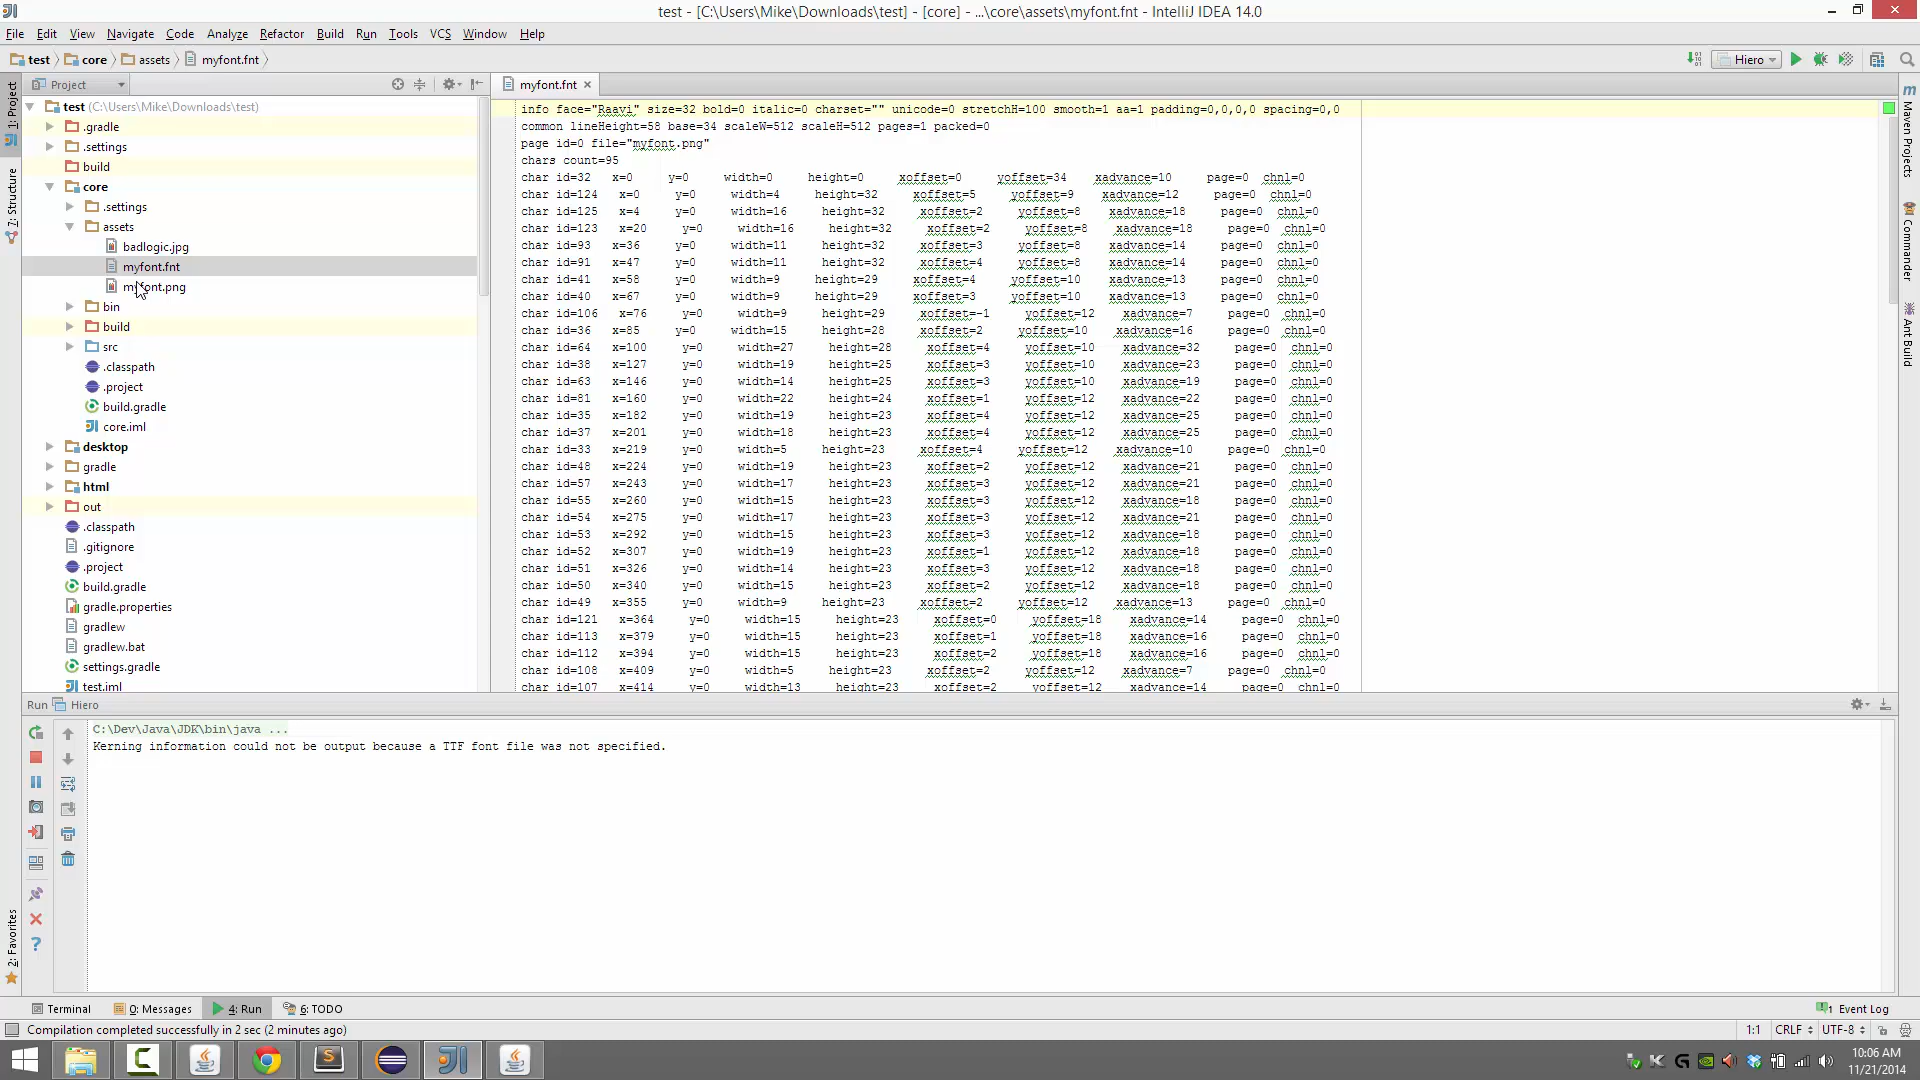 test - [C:\Users\Mike\Downloads\test] - [core] - ...\core\assets\myfont.fnt - IntelliJ IDEA 14.0
File Edit View Navigate Code Analyze Refactor Build Run Tools VCS Window Help
test core assets myfont.fnt Hiero
Project
myfont.fnt
1: Project
7: Structure
2: Favorites
test (C:\Users\Mike\Downloads\test)
.gradle
.settings
build
core
.settings
assets
badlogic.jpg
myfont.fnt
myfont.png
bin
build
src
.classpath
.project
build.gradle
core.iml
desktop
gradle
html
out
.classpath
.gitignore
.project
build.gradle
gradle.properties
gradlew
gradlew.bat
settings.gradle
test.iml
info face="Raavi" size=32 bold=0 italic=0 charset="" unicode=0 stretchH=100 smooth=1 aa=1 padding=0,0,0,0 spacing=0,0
common lineHeight=58 base=34 scaleW=512 scaleH=512 pages=1 packed=0
page id=0 file="myfont.png"
chars count=95
char id=32 x=0 y=0 width=0 height=0 xoffset=0 yoffset=34 xadvance=10 page=0 chnl=0
char id=124 x=0 y=0 width=4 height=32 xoffset=5 yoffset=9 xadvance=12 page=0 chnl=0
char id=125 x=4 y=0 width=16 height=32 xoffset=2 yoffset=8 xadvance=18 page=0 chnl=0
char id=123 x=20 y=0 width=16 height=32 xoffset=2 yoffset=8 xadvance=18 page=0 chnl=0
char id=93 x=36 y=0 width=11 height=32 xoffset=3 yoffset=8 xadvance=14 page=0 chnl=0
char id=91 x=47 y=0 width=11 height=32 xoffset=4 yoffset=8 xadvance=14 page=0 chnl=0
char id=41 x=58 y=0 width=9 height=29 xoffset=4 yoffset=10 xadvance=13 page=0 chnl=0
char id=40 x=67 y=0 width=9 height=29 xoffset=3 yoffset=10 xadvance=13 page=0 chnl=0
char id=106 x=76 y=0 width=9 height=29 xoffset=-1 yoffset=12 xadvance=7 page=0 chnl=0
char id=36 x=85 y=0 width=15 height=28 xoffset=2 yoffset=10 xadvance=16 page=0 chnl=0
char id=64 x=100 y=0 width=27 height=28 xoffset=4 yoffset=10 xadvance=32 page=0 chnl=0
char id=38 x=127 y=0 width=19 height=25 xoffset=3 yoffset=10 xadvance=23 page=0 chnl=0
char id=63 x=146 y=0 width=14 height=25 xoffset=3 yoffset=10 xadvance=19 page=0 chnl=0
char id=81 x=160 y=0 width=22 height=24 xoffset=1 yoffset=12 xadvance=22 page=0 chnl=0
char id=35 x=182 y=0 width=19 height=23 xoffset=4 yoffset=12 xadvance=25 page=0 chnl=0
char id=37 x=201 y=0 width=18 height=23 xoffset=4 yoffset=12 xadvance=25 page=0 chnl=0
char id=33 x=219 y=0 width=5 height=23 xoffset=4 yoffset=12 xadvance=10 page=0 chnl=0
char id=48 x=224 y=0 width=19 height=23 xoffset=2 yoffset=12 xadvance=21 page=0 chnl=0
char id=57 x=243 y=0 width=17 height=23 xoffset=3 yoffset=12 xadvance=21 page=0 chnl=0
char id=55 x=260 y=0 width=15 height=23 xoffset=3 yoffset=12 xadvance=18 page=0 chnl=0
char id=54 x=275 y=0 width=17 height=23 xoffset=3 yoffset=12 xadvance=21 page=0 chnl=0
char id=53 x=292 y=0 width=15 height=23 xoffset=3 yoffset=12 xadvance=18 page=0 chnl=0
char id=52 x=307 y=0 width=19 height=23 xoffset=1 yoffset=12 xadvance=18 page=0 chnl=0
char id=51 x=326 y=0 width=14 height=23 xoffset=3 yoffset=12 xadvance=18 page=0 chnl=0
char id=50 x=340 y=0 width=15 height=23 xoffset=2 yoffset=12 xadvance=18 page=0 chnl=0
char id=49 x=355 y=0 width=9 height=23 xoffset=2 yoffset=12 xadvance=13 page=0 chnl=0
char id=121 x=364 y=0 width=15 height=23 xoffset=0 yoffset=18 xadvance=14 page=0 chnl=0
char id=113 x=379 y=0 width=15 height=23 xoffset=1 yoffset=18 xadvance=16 page=0 chnl=0
char id=112 x=394 y=0 width=15 height=23 xoffset=2 yoffset=18 xadvance=16 page=0 chnl=0
char id=108 x=409 y=0 width=5 height=23 xoffset=2 yoffset=12 xadvance=7 page=0 chnl=0
char id=107 x=414 y=0 width=13 height=23 xoffset=2 yoffset=12 xadvance=14 page=0 chnl=0
Maven Projects
Commander
Ant Build
Run Hiero
C:\Dev\Java\JDK\bin\java ...
Kerning information could not be output because a TTF font file was not specified.
Terminal 0: Messages 4: Run 6: TODO 1 Event Log
Compilation completed successfully in 2 sec (2 minutes ago) 1:1 CRLF UTF-8
10:06 AM
11/21/2014